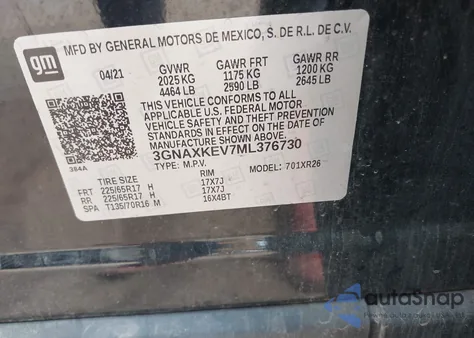 gm
MFD BY GENERAL MOTORS DE MEXICO, S. DE R.L. DE C.V.
04/21 GVWR GAWR FRT GAWR RR
2025 KG 1175 KG 1200 KG
4464 LB 2590 LB 2645 LB
THIS VEHICLE CONFORMS TO ALL
APPLICABLE U.S. FEDERAL MOTOR
VEHICLE SAFETY AND THEFT PREVENTION
STANDARDS IN EFFECT ON THE DATE OF
MANUFACTURE SHOWN ABOVE.
3GNAXKEV7ML376730
384A TYPE: M.P.V. MODEL: 701XR26
TIRE SIZE RIM
FRT 225/65R17 H 17X7J
RR 225/65R17 H 17X7J
SPA T135/70R16 M 16X4BT
autoSnap